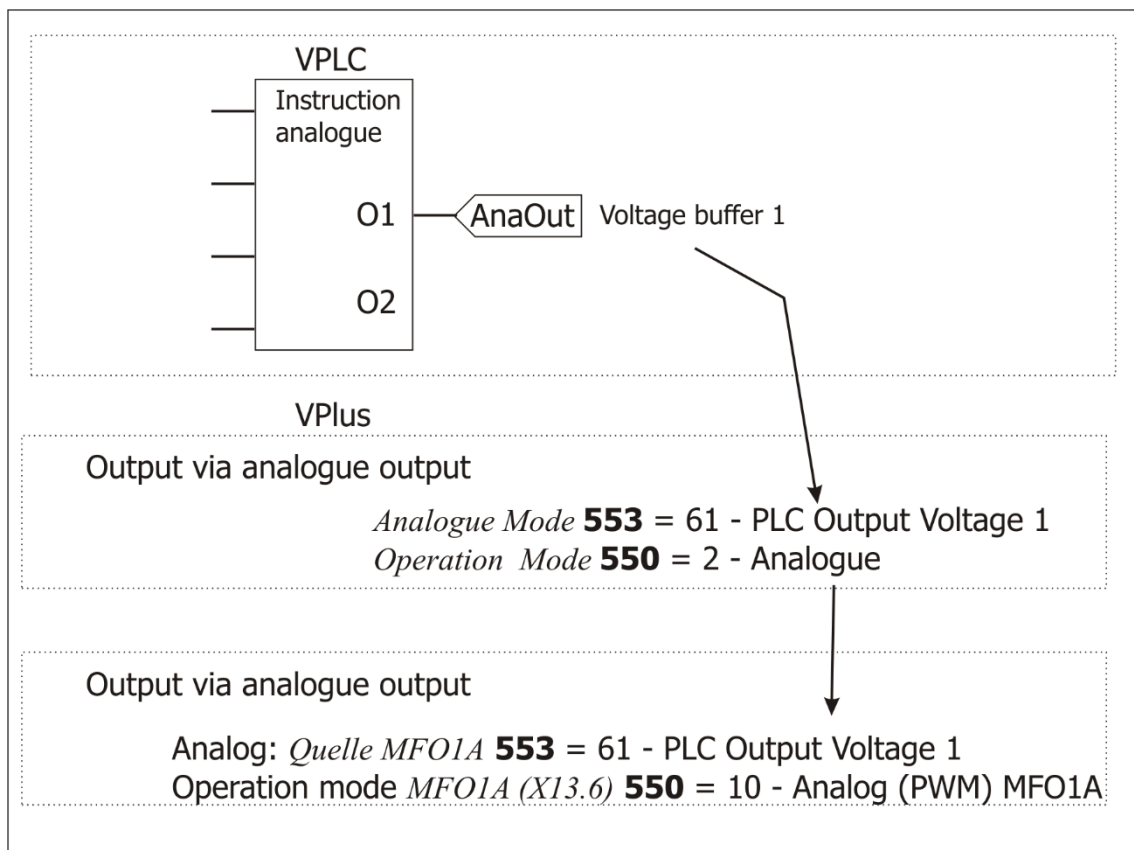 VPLC
Instruction
analogue
O1
AnaOut
Voltage buffer 1
O2
VPlus
Output via analogue output
Analogue Mode 553 = 61 - PLC Output Voltage 1
Operation Mode 550 = 2 - Analogue
Output via analogue output
Analog: Quelle MFO1A 553 = 61 - PLC Output Voltage 1
Operation mode MFO1A (X13.6) 550 = 10 - Analog (PWM) MFO1A